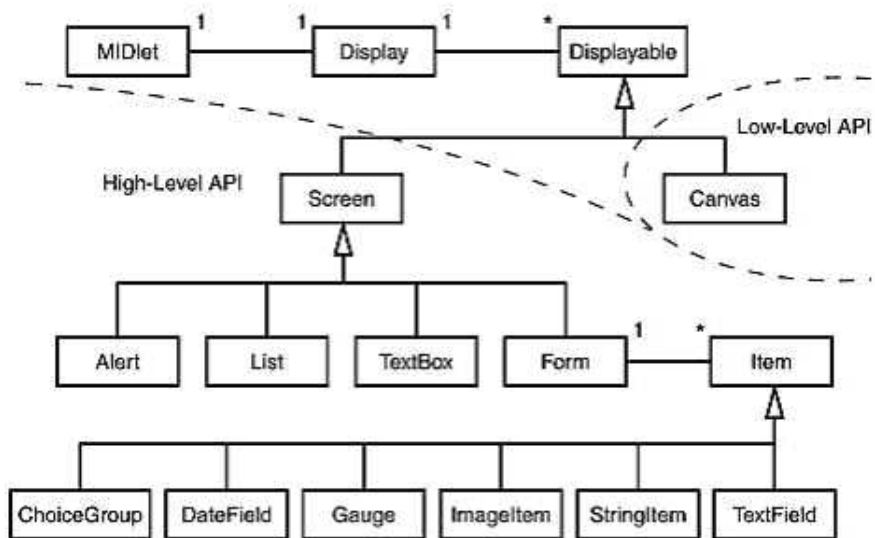 1 1 1 *
MIDlet Display Displayable
Low-Level API
High-Level API
Screen Canvas
1 *
Alert List TextBox Form Item
ChoiceGroup DateField Gauge ImageItem StringItem TextField